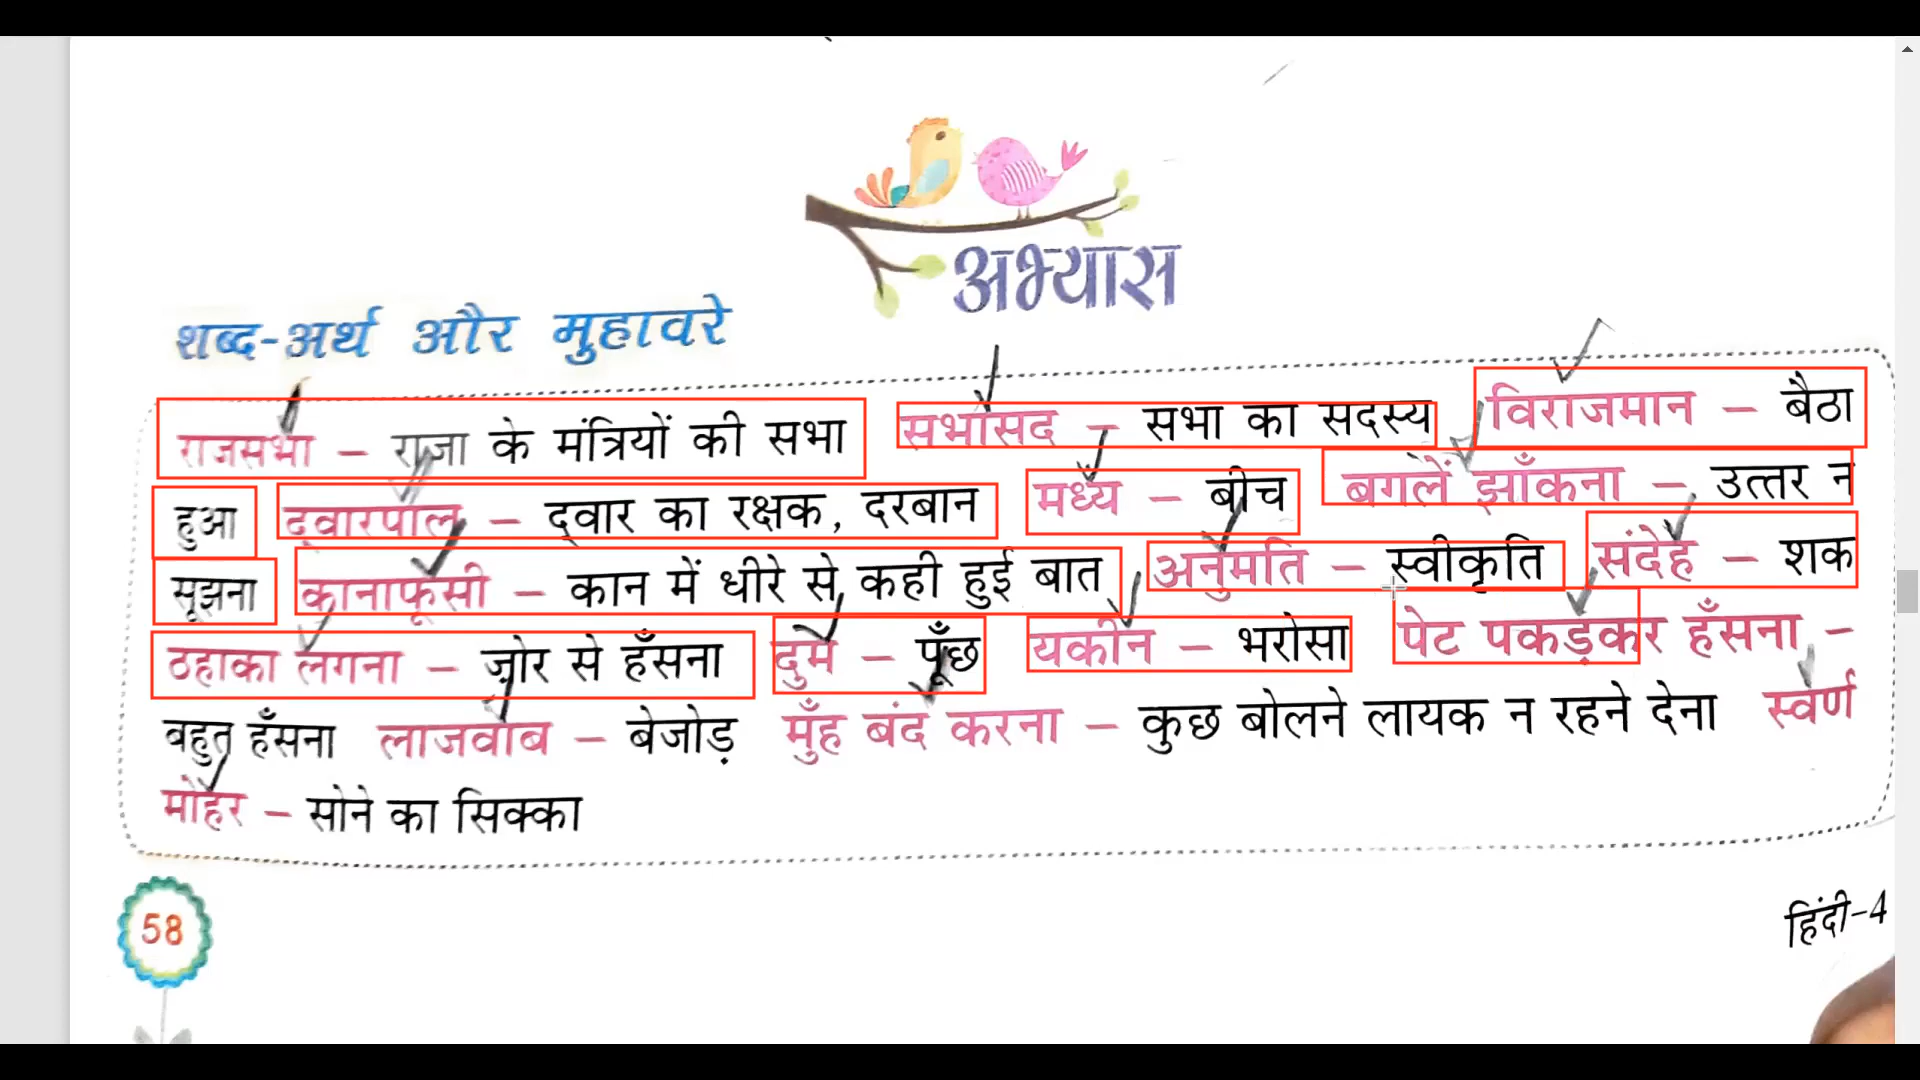 अभ्यास
शब्द-अर्थ और मुहावरे
राजसभा – राजा के मंत्रियों की सभा सभासद – सभा का सदस्य विराजमान – बैठा
हुआ द्वारपाल – द्वार का रक्षक, दरबान मध्य – बीच बगलें झाँकना – उत्तर न
सूझना कानाफूसी – कान में धीरे से कही हुई बात अनुमति – स्वीकृति संदेह – शक
ठहाका लगना – ज़ोर से हँसना दुम – पूँछ यकीन – भरोसा पेट पकड़कर हँसना –
बहुत हँसना लाजवाब – बेजोड़ मुँह बंद करना – कुछ बोलने लायक न रहने देना स्वर्ण
मोहर – सोने का सिक्का
58
हिंदी-4